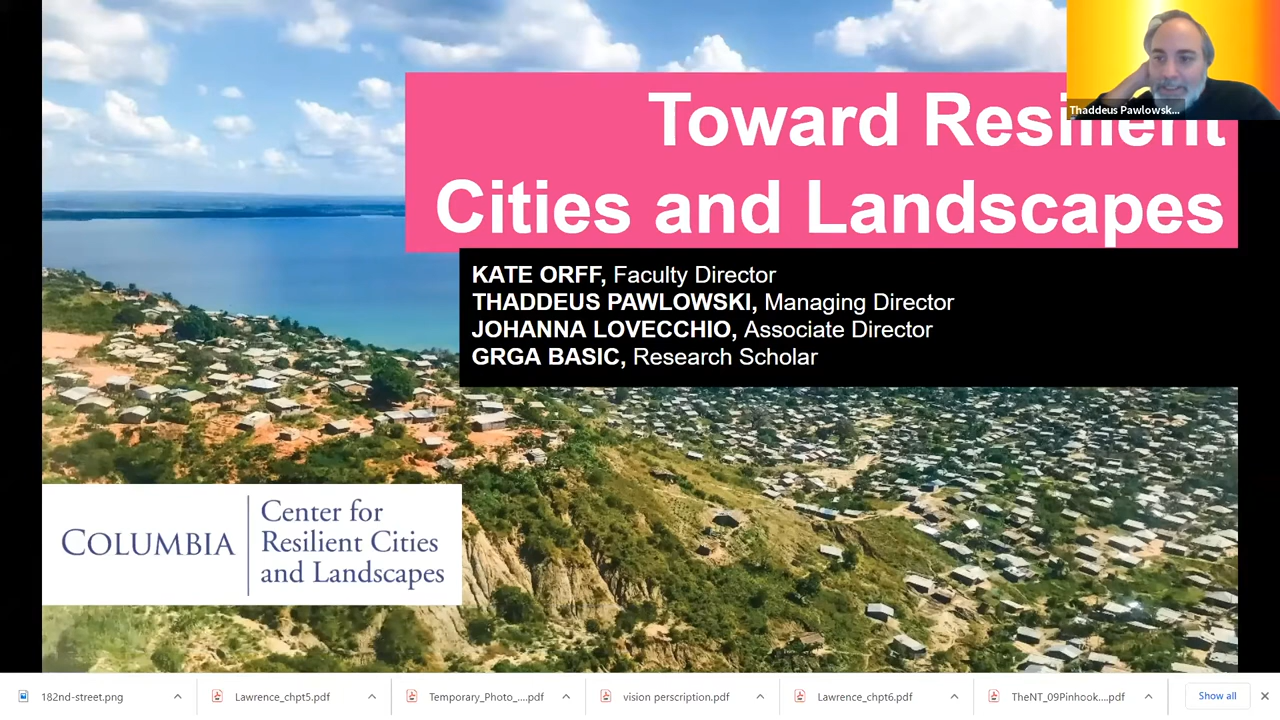 Toward Resilient
Cities and Landscapes
Thaddeus Pawlowsk...
KATE ORFF, Faculty Director
THADDEUS PAWLOWSKI, Managing Director
JOHANNA LOVECCHIO, Associate Director
GRGA BASIC, Research Scholar
COLUMBIA
Center for
Resilient Cities
and Landscapes
182nd-street.png
Lawrence_chpt5.pdf
Temporary_Photo_....pdf
vision perscription.pdf
Lawrence_chpt6.pdf
TheNT_09Pinhook....pdf
Show all